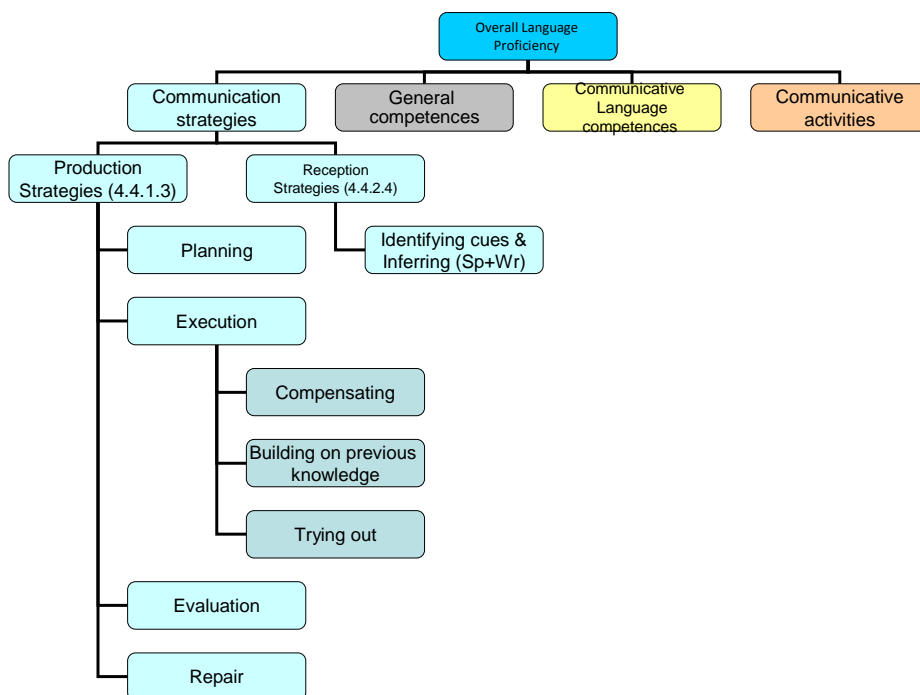 Overall Language
Proficiency
Communication
strategies
General
competences
Communicative
Language
competences
Communicative
activities
Production
Strategies (4.4.1.3)
Reception
Strategies (4.4.2.4)
Planning
Identifying cues &
Inferring (Sp+Wr)
Execution
Compensating
Building on previous
knowledge
Trying out
Evaluation
Repair